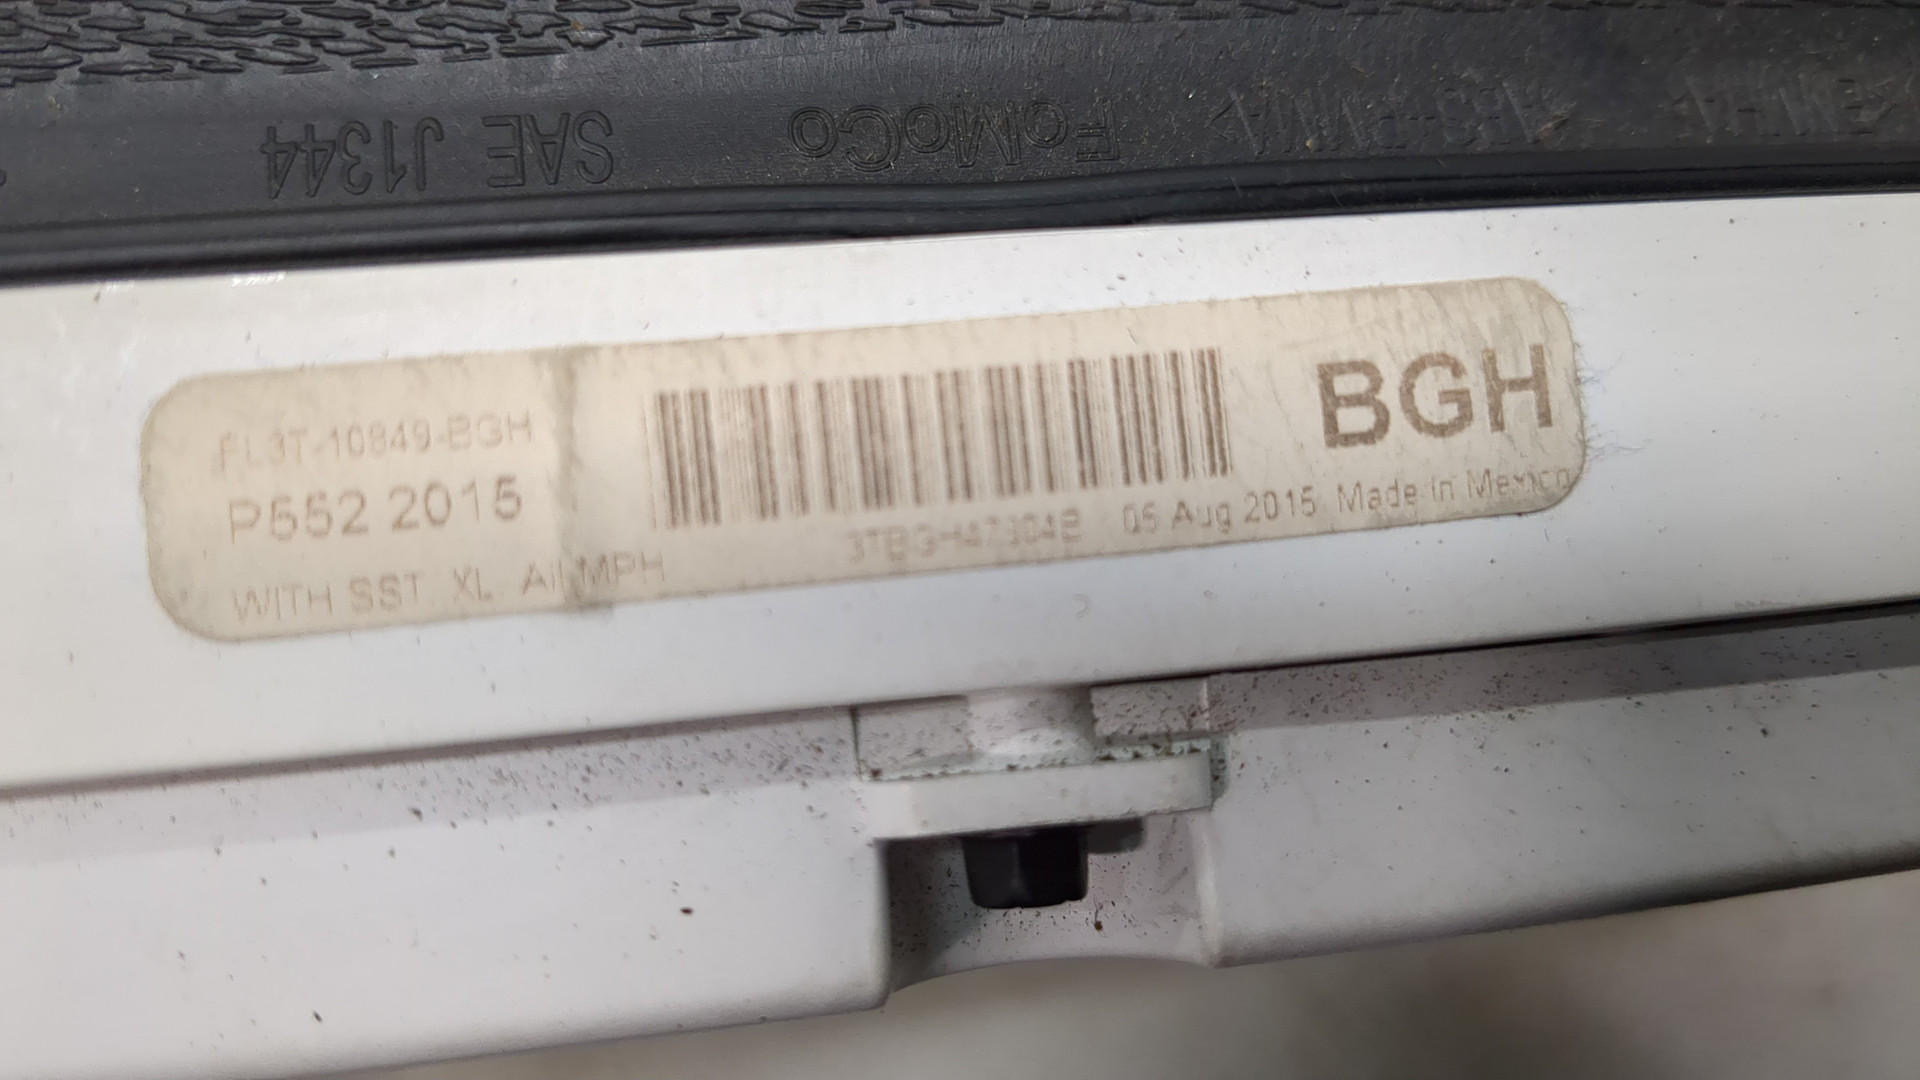 SAE J1344 FoMoCo
FL3T-10849-BGH
P552 2015
WITH SST XL All MPH
BGH
05 Aug 2015 Made in Mexico